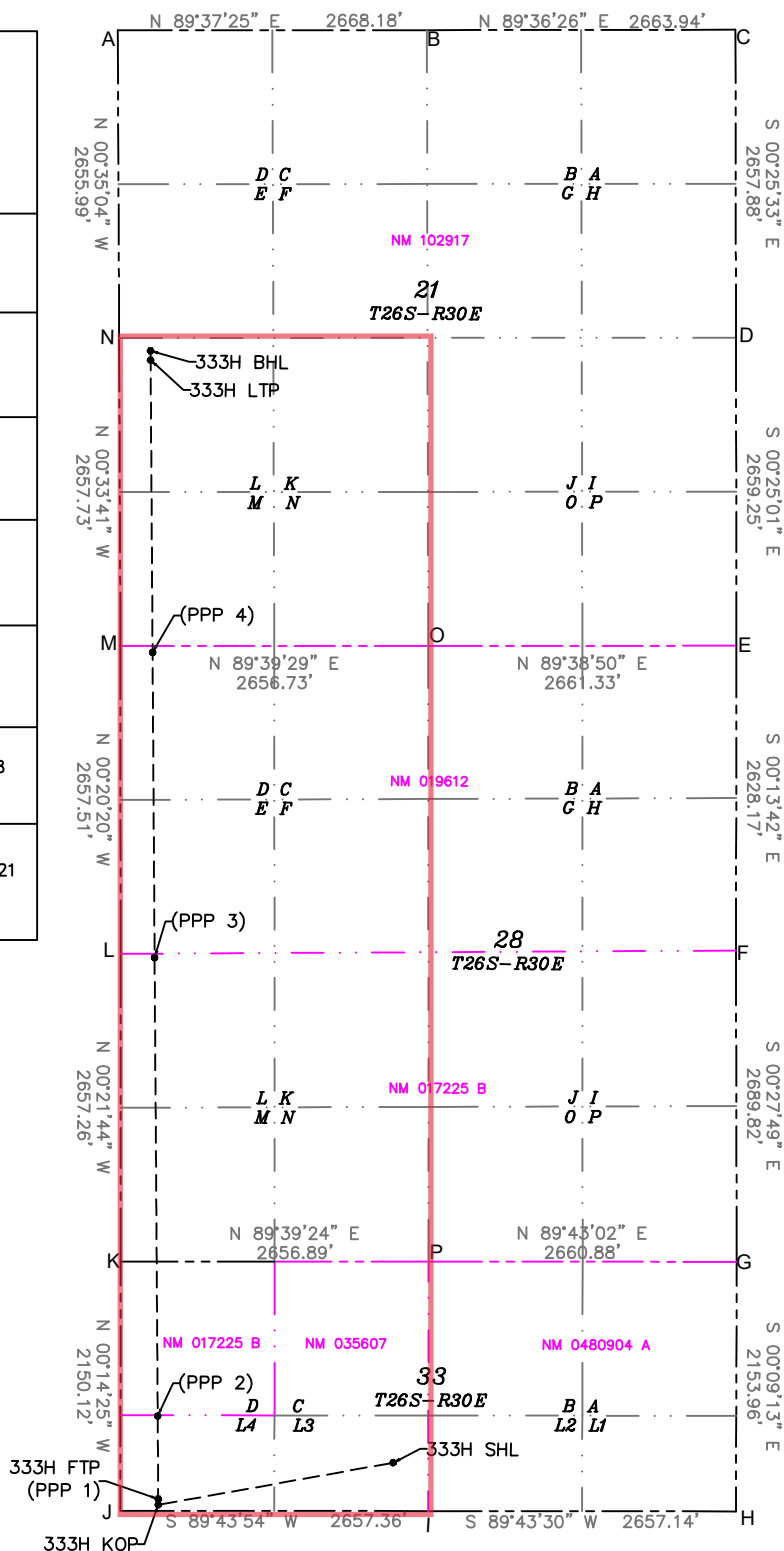 N 89°37'25" E 2668.18'
N 89°36'26" E 2663.94'
A
B
C
N 00°35'04" W
2655.99'
S 00°25'33" E
2657.88'
D C
E F
B A
G H
NM 102917
21
T26S-R30E
N
D
333H BHL
333H LTP
N 00°33'41" W
2657.73'
S 00°25'01" E
2659.25'
L K
M N
J I
O P
(PPP 4)
M
O
E
N 89°39'29" E
2656.73'
N 89°38'50" E
2661.33'
N 00°20'20" W
2657.51'
S 00°13'42" E
2628.17'
NM 019612
D C
E F
B A
G H
21
(PPP 3)
L
28
T26S-R30E
F
N 00°21'44" W
2657.26'
S 00°27'49" E
2689.82'
NM 017225 B
L K
M N
J I
O P
N 89°39'24" E
2656.89'
N 89°43'02" E
2660.88'
K
P
G
N 00°14'25" W
2150.12'
S 00°09'13" E
2153.96'
NM 017225 B
NM 035607
NM 0480904 A
33
T26S-R30E
(PPP 2)
D C
L4 L3
B A
L2 L1
333H SHL
333H FTP
(PPP 1)
J
H
S 89°43'54" W 2657.36'
S 89°43'30" W 2657.14'
333H KOP